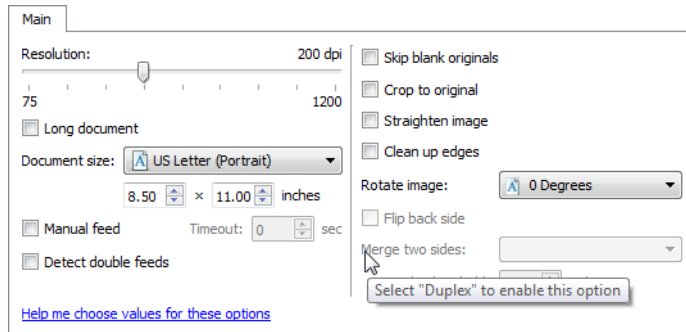 Main
Resolution: 200 dpi
75 1200
Long document
Document size: US Letter (Portrait)
8.50 × 11.00 inches
Manual feed Timeout: 0 sec
Detect double feeds
Help me choose values for these options
Skip blank originals
Crop to original
Straighten image
Clean up edges
Rotate image: 0 Degrees
Flip back side
Merge two sides:
Select "Duplex" to enable this option